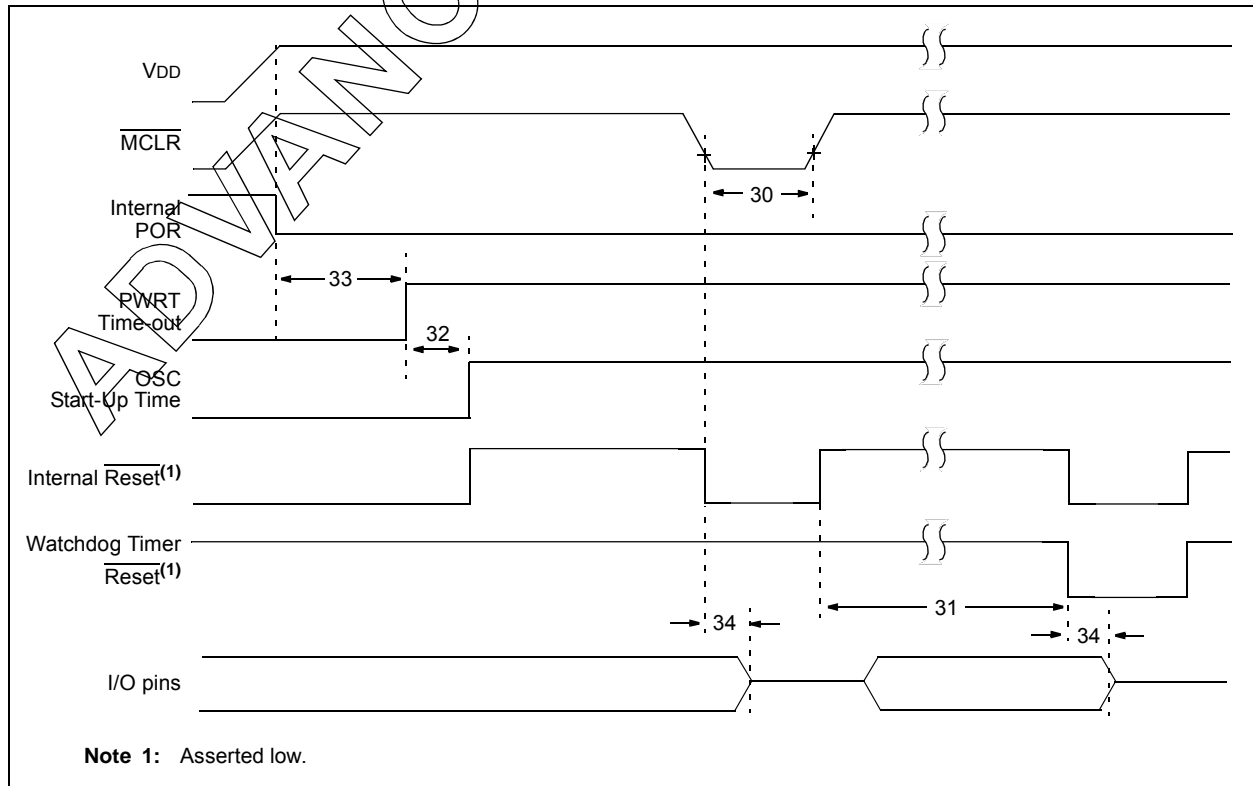 VDD
MCLR
Internal
POR
PWRT
Time-out
OSC
Start-Up Time
Internal Reset(1)
Watchdog Timer
Reset(1)
I/O pins
30
33
32
31
34
34
Note 1: Asserted low.
ADVANC